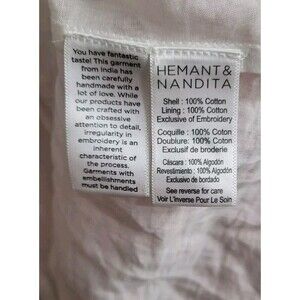 You have fantastic
taste! This garment
from India has
been carefully
handmade with a
lot of love. While
our products have
been crafted with
an obsessive
attention to detail,
irregularity in
embroidery is an
inherent
characteristic of
the process.
Garments with
embellishments
must be handled
HEMANT &
NANDITA
Shell : 100% Cotton
Lining : 100% Cotton
Exclusive of Embroidery
Coquille : 100% Coton
Doublure: 100% Coton
Exclusif de broderie
Cáscara : 100% Algodón
Revestimiento : 100% Algodón
Exclusivo de bordado
See reverse for care
Voir L'inverse Pour Le Soin